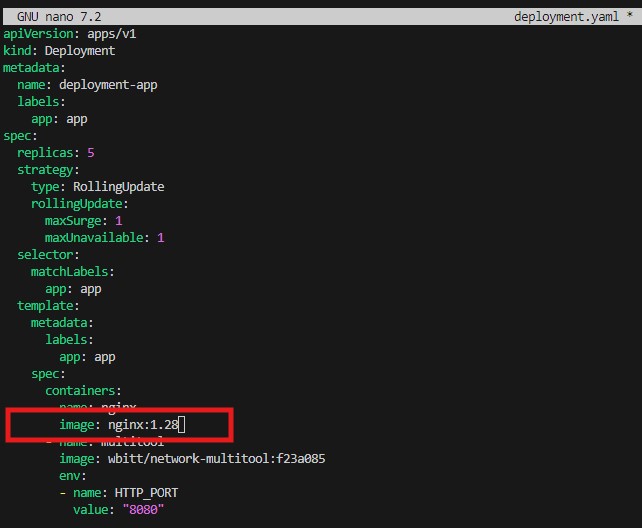 GNU nano 7.2 deployment.yaml *
apiVersion: apps/v1
kind: Deployment
metadata:
  name: deployment-app
  labels:
    app: app
spec:
  replicas: 5
  strategy:
    type: RollingUpdate
    rollingUpdate:
      maxSurge: 1
      maxUnavailable: 1
  selector:
    matchLabels:
      app: app
  template:
    metadata:
      labels:
        app: app
    spec:
      containers:
        name: nginx
        image: nginx:1.28
      - name: multitool
        image: wbitt/network-multitool:f23a085
        env:
        - name: HTTP_PORT
          value: "8080"